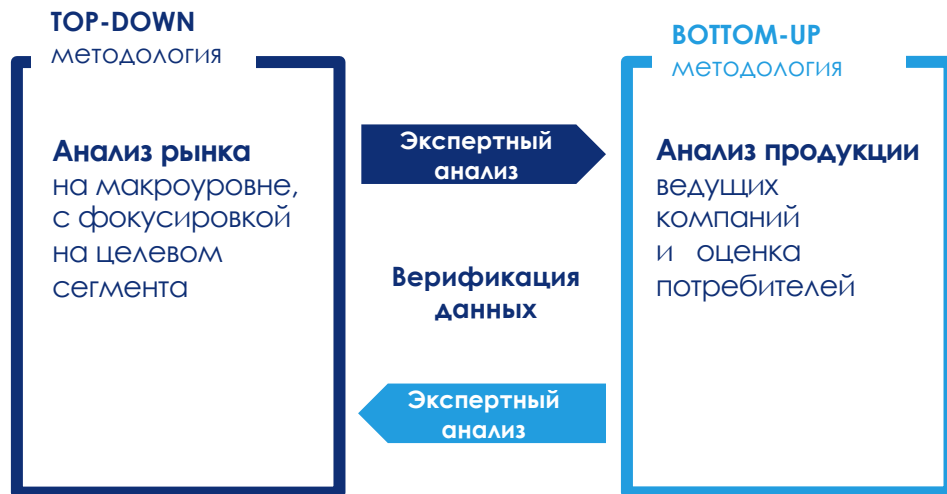 TOP-DOWN
методология
Анализ рынка
на макроуровне,
с фокусировкой
на целевом
сегмента
Экспертный
анализ
Верификация
данных
Экспертный
анализ
BOTTOM-UP
методология
Анализ продукции
ведущих
компаний
и оценка
потребителей